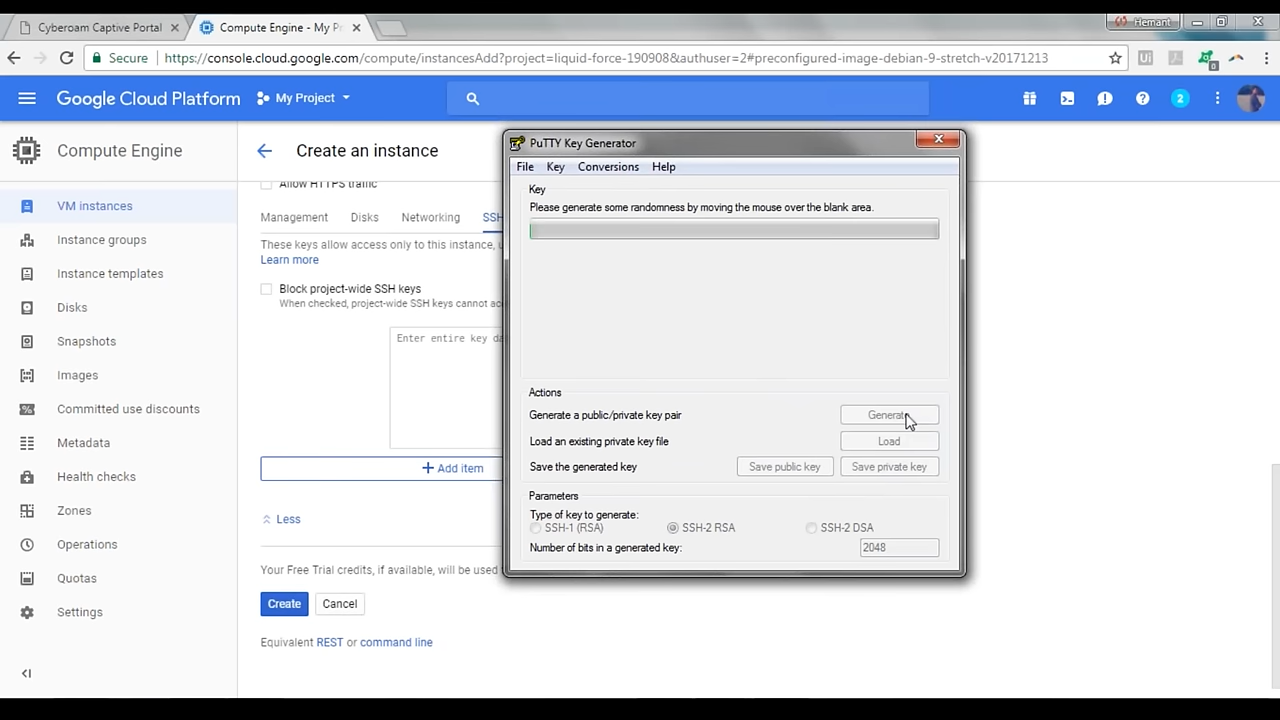 Cyberoam Captive Portal
Compute Engine - My Pr
Hemant
Secure
https://console.cloud.google.com/compute/instancesAdd?project=liquid-force-190908&authuser=2#preconfigured-image-debian-9-stretch-v20171213
Google Cloud Platform
My Project
2
Compute Engine
Create an instance
VM instances
Instance groups
Instance templates
Disks
Snapshots
Images
Committed use discounts
Metadata
Health checks
Zones
Operations
Quotas
Settings
Allow HTTPS traffic
Management
Disks
Networking
SSH
These keys allow access only to this instance,
Learn more
Block project-wide SSH keys
When checked, project-wide SSH keys cannot
Enter entire key
Add item
Less
Your Free Trial credits, if available, will be used
Create
Cancel
Equivalent REST or command line
PuTTY Key Generator
File
Key
Conversions
Help
Key
Please generate some randomness by moving the mouse over the blank area.
Actions
Generate a public/private key pair
Generate
Load an existing private key file
Load
Save the generated key
Save public key
Save private key
Parameters
Type of key to generate:
SSH-1 (RSA)
SSH-2 RSA
SSH-2 DSA
Number of bits in a generated key:
2048